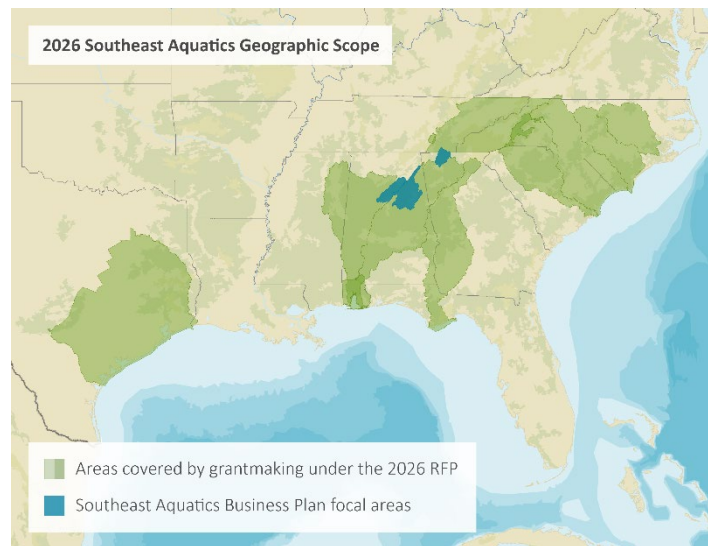 2026 Southeast Aquatics Geographic Scope
Areas covered by grantmaking under the 2026 RFP
Southeast Aquatics Business Plan focal areas